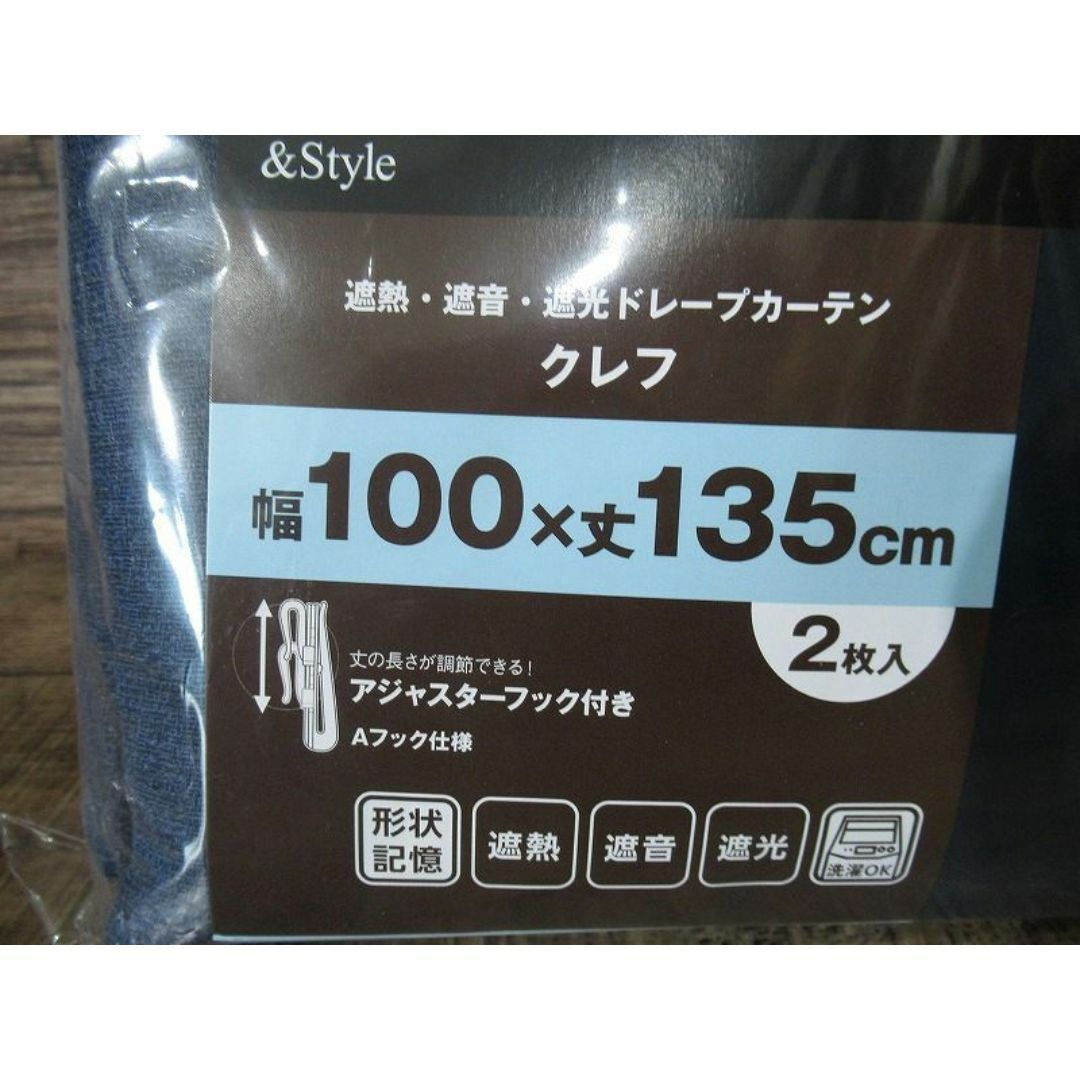 &Style
遮熱・遮音・遮光ドレープカーテン
クレフ
幅100×丈135cm
2枚入
丈の長さが調節できる!
アジャスターフック付き
Aフック仕様
形状記憶
遮熱
遮音
遮光
洗濯OK